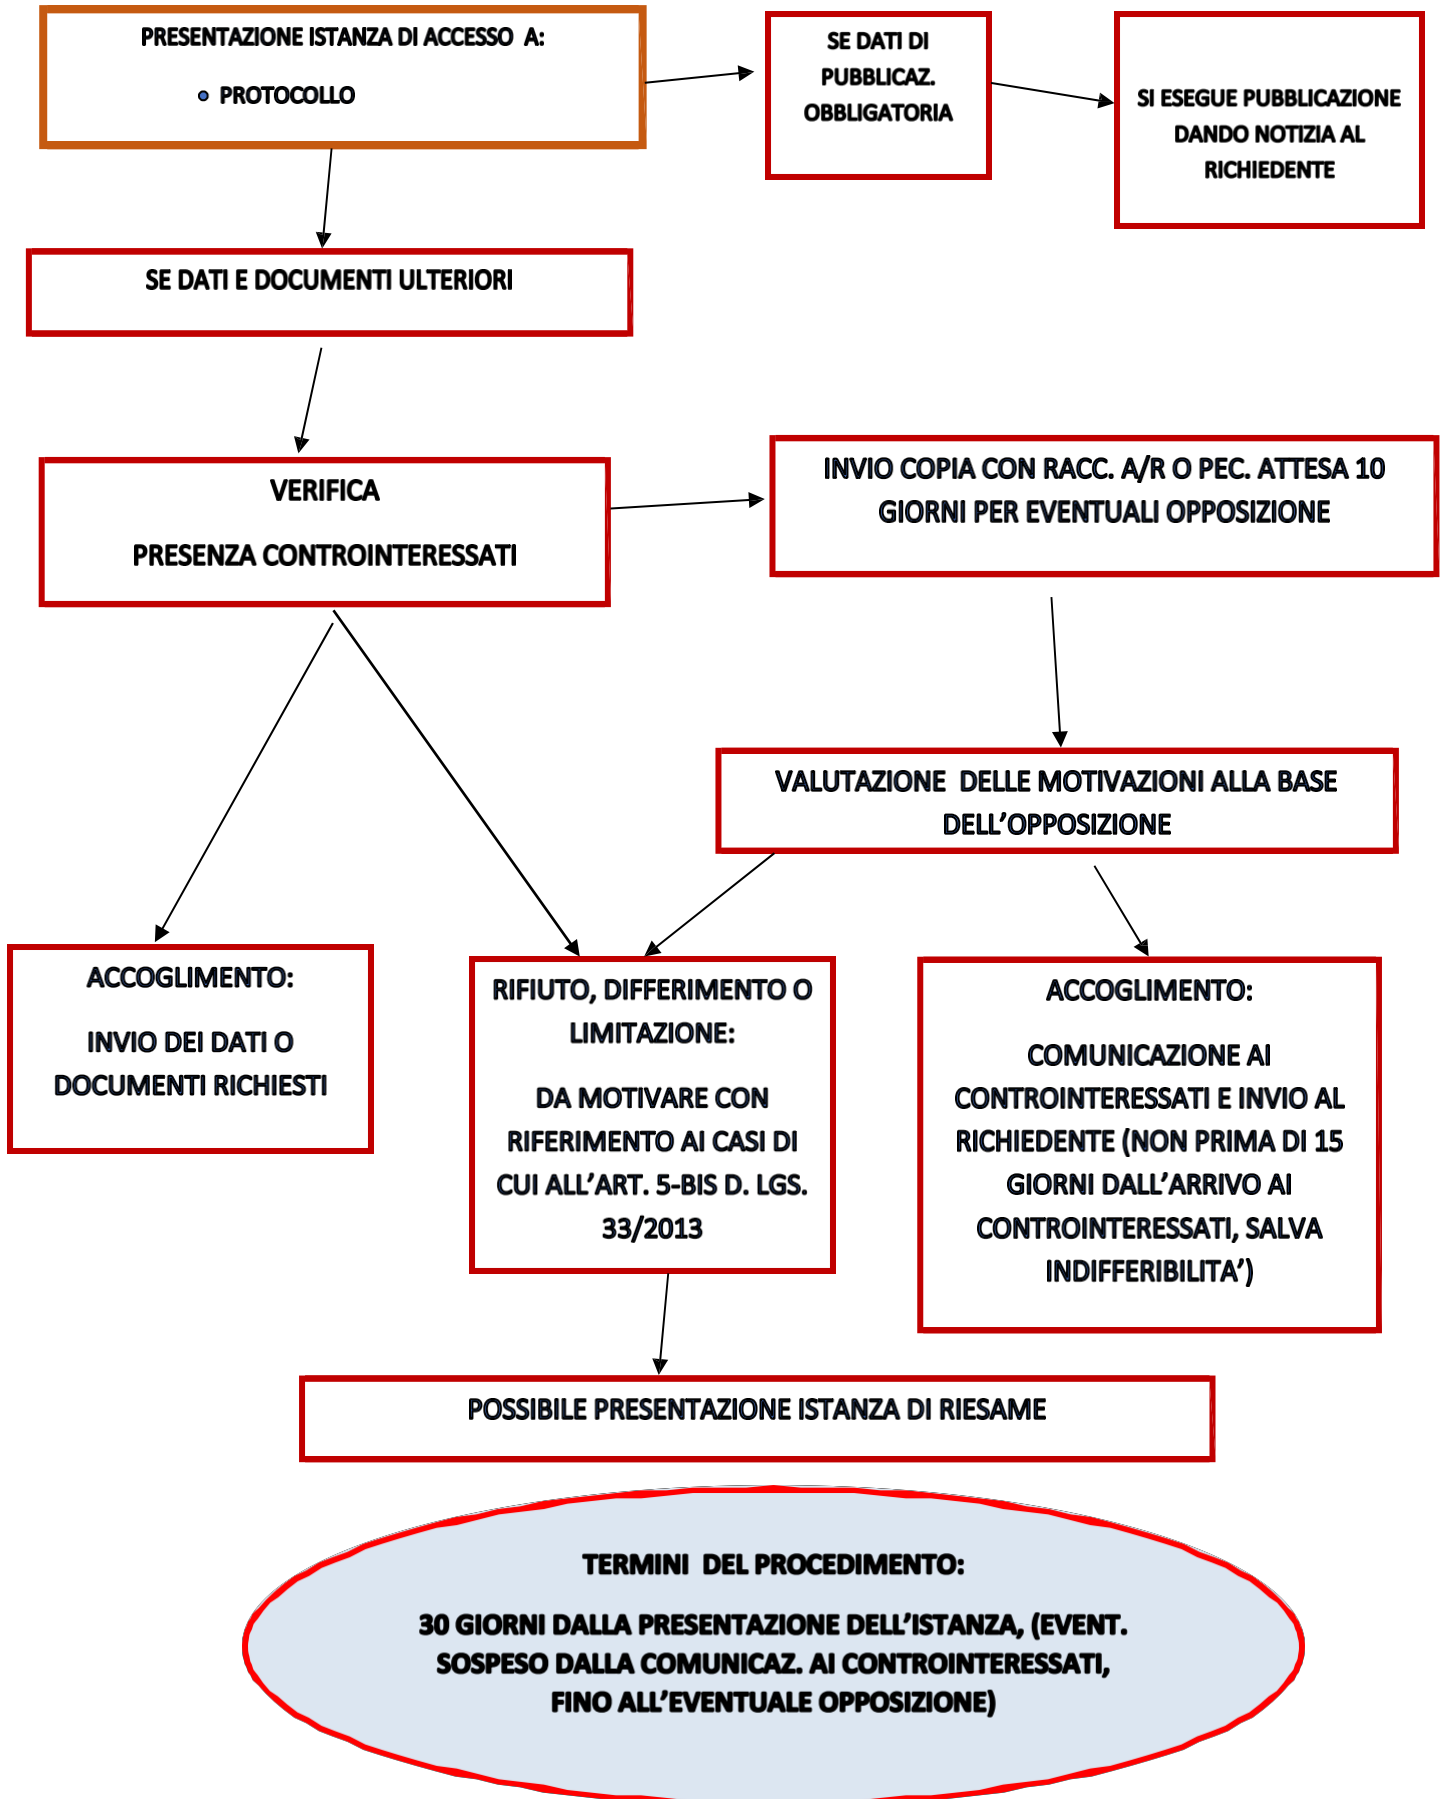 PRESENTAZIONE ISTANZA DI ACCESSO  A:
• PROTOCOLLO
SE DATI DI
PUBBLICAZ.
OBBLIGATORIA
SI ESEGUE PUBBLICAZIONE
DANDO NOTIZIA AL
RICHIEDENTE
SE DATI E DOCUMENTI ULTERIORI
VERIFICA
PRESENZA CONTROINTERESSATI
INVIO COPIA CON RACC. A/R O PEC. ATTESA 10
GIORNI PER EVENTUALI OPPOSIZIONE
VALUTAZIONE  DELLE MOTIVAZIONI ALLA BASE
DELL’OPPOSIZIONE
ACCOGLIMENTO:
INVIO DEI DATI O
DOCUMENTI RICHIESTI
RIFIUTO, DIFFERIMENTO O
LIMITAZIONE:
DA MOTIVARE CON
RIFERIMENTO AI CASI DI
CUI ALL’ART. 5-BIS D. LGS.
33/2013
ACCOGLIMENTO:
COMUNICAZIONE AI
CONTROINTERESSATI E INVIO AL
RICHIEDENTE (NON PRIMA DI 15
GIORNI DALL’ARRIVO AI
CONTROINTERESSATI, SALVA
INDIFFERIBILITA’)
POSSIBILE PRESENTAZIONE ISTANZA DI RIESAME
TERMINI  DEL PROCEDIMENTO:
30 GIORNI DALLA PRESENTAZIONE DELL’ISTANZA, (EVENT.
SOSPESO DALLA COMUNICAZ. AI CONTROINTERESSATI,
FINO ALL’EVENTUALE OPPOSIZIONE)